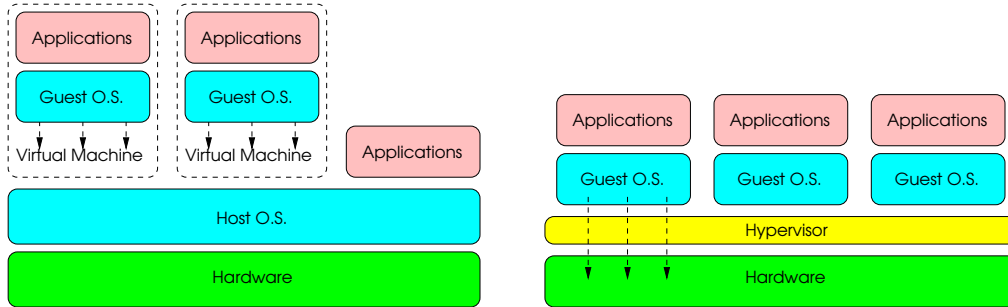 Applications
Applications
Guest O.S.
Guest O.S.
Virtual Machine
Virtual Machine
Applications
Host O.S.
Hardware
Applications
Applications
Applications
Guest O.S.
Guest O.S.
Guest O.S.
Hypervisor
Hardware